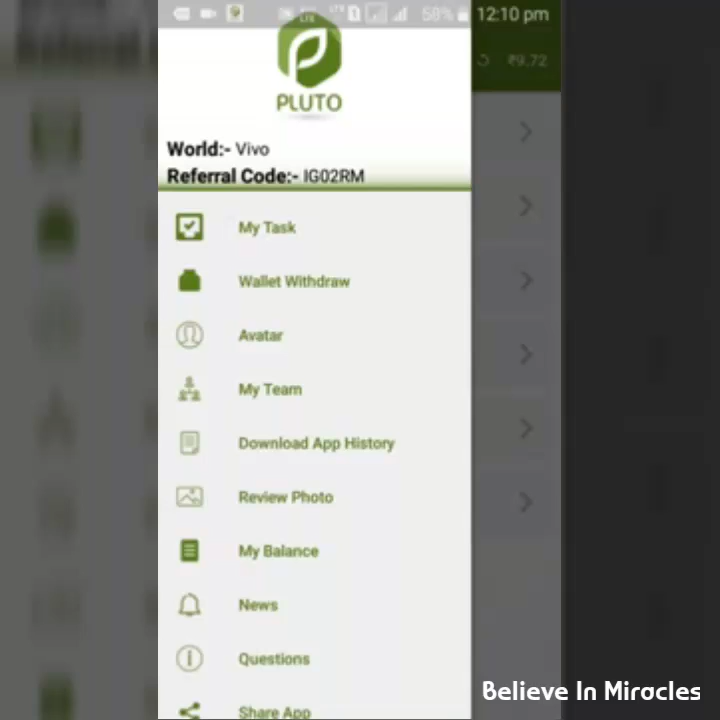 58% 12:10 pm
₹9.72
PLUTO
World:- Vivo
Referral Code:- IG02RM
My Task
Wallet Withdraw
Avatar
My Team
Download App History
Review Photo
My Balance
News
Questions
Share App
Believe In Miracles